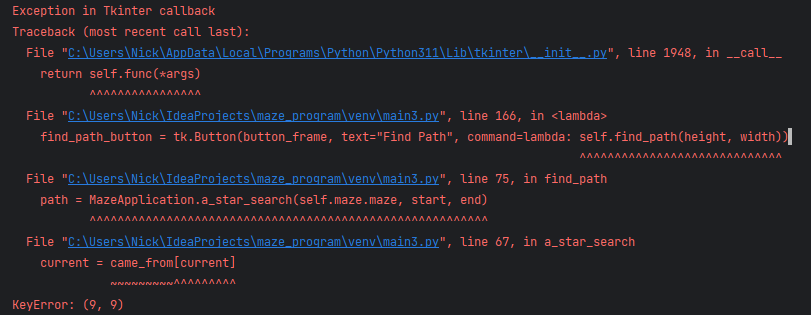 Exception in Tkinter callback
Traceback (most recent call last):
  File "C:\Users\Nick\AppData\Local\Programs\Python\Python311\Lib\tkinter\__init__.py", line 1948, in __call__
    return self.func(*args)
           ^^^^^^^^^^^^^^^^
  File "C:\Users\Nick\IdeaProjects\maze_program\venv\main3.py", line 166, in <lambda>
    find_path_button = tk.Button(button_frame, text="Find Path", command=lambda: self.find_path(height, width))
                                                                                 ^^^^^^^^^^^^^^^^^^^^^^^^^^^^^
  File "C:\Users\Nick\IdeaProjects\maze_program\venv\main3.py", line 75, in find_path
    path = MazeApplication.a_star_search(self.maze.maze, start, end)
           ^^^^^^^^^^^^^^^^^^^^^^^^^^^^^^^^^^^^^^^^^^^^^^^^^^^^^^^^^
  File "C:\Users\Nick\IdeaProjects\maze_program\venv\main3.py", line 67, in a_star_search
    current = came_from[current]
              ~~~~~~~~~^^^^^^^^^
KeyError: (9, 9)